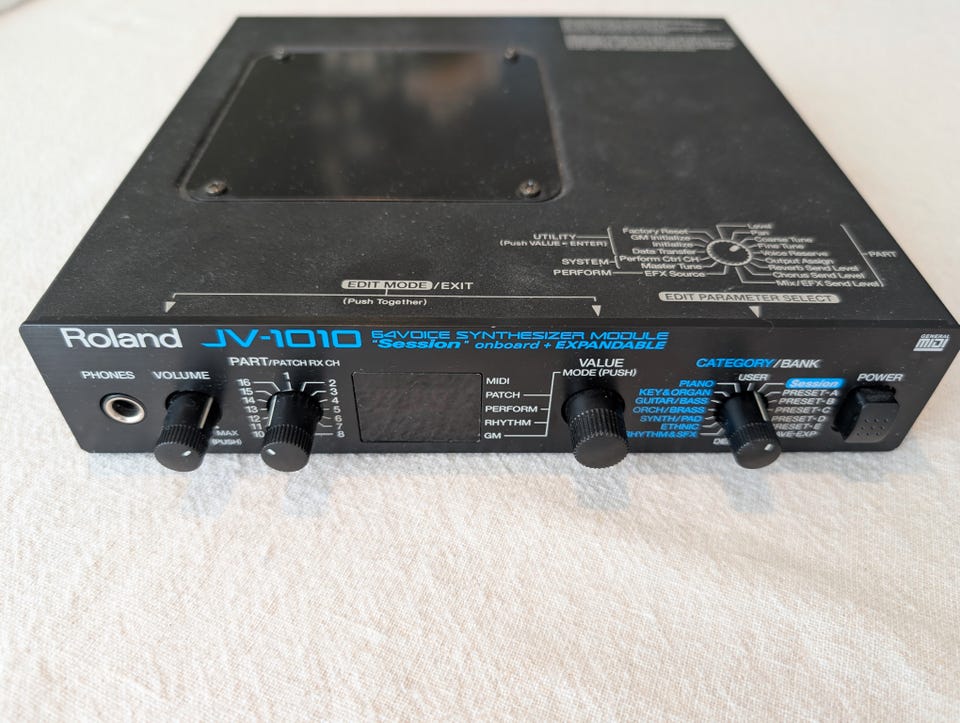 UTILITY
(Push VALUE = ENTER)
SYSTEM
PERFORM
Factory Reset
GM Initialize
Initialize
Data Transfer
Perform Ctrl CH
Master Tune
EFX Source
Level
Pan
Coarse Tune
Fine Tune
Voice Reserve
Output Assign
Reverb Send Level
Chorus Send Level
Mix/EFX Send Level
PART
EDIT MODE/EXIT
(Push Together)
EDIT PARAMETER SELECT
Roland JV-1010 64VOICE SYNTHESIZER MODULE
"Session" onboard + EXPANDABLE
GENERAL
MIDI
PHONES
VOLUME
MAX
(PUSH)
PART/PATCH RX CH
1
16
15
14
13
12
11
10
2
3
4
5
6
7
8
MIDI
PATCH
PERFORM
RHYTHM
GM
VALUE
MODE (PUSH)
CATEGORY/BANK
USER
PIANO
KEY&ORGAN
GUITAR/BASS
ORCH/BRASS
SYNTH/PAD
ETHNIC
RHYTHM&SFX
Session
PRESET-A
PRESET-B
PRESET-C
PRESET-D
PRESET-E
POWER